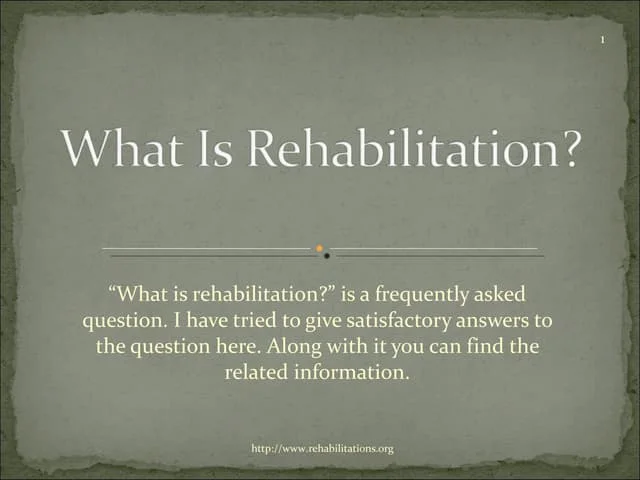 1
What Is Rehabilitation?
“What is rehabilitation?” is a frequently asked
question. I have tried to give satisfactory answers to
the question here. Along with it you can find the
related information.
http://www.rehabilitations.org